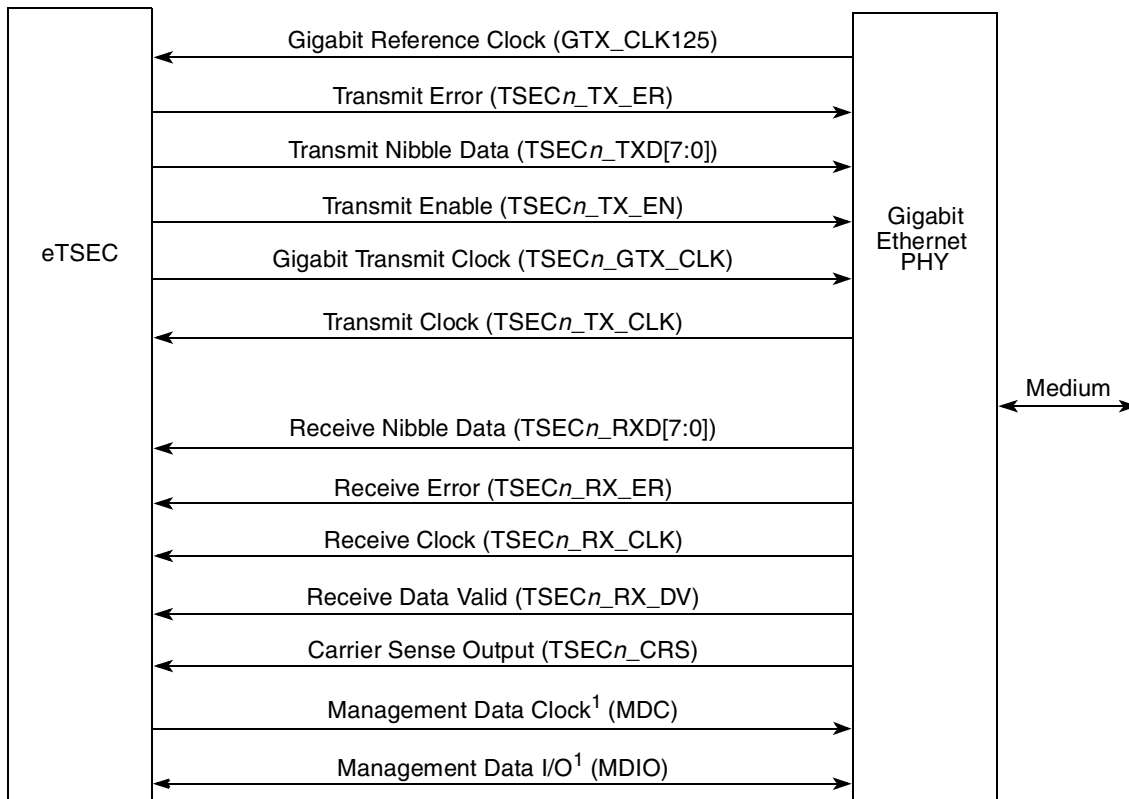 Gigabit Reference Clock (GTX_CLK125)
Transmit Error (TSECn_TX_ER)
Transmit Nibble Data (TSECn_TXD[7:0])
Transmit Enable (TSECn_TX_EN)
eTSEC
Gigabit Transmit Clock (TSECn_GTX_CLK)
Gigabit
Ethernet
PHY
Transmit Clock (TSECn_TX_CLK)
Medium
Receive Nibble Data (TSECn_RXD[7:0])
Receive Error (TSECn_RX_ER)
Receive Clock (TSECn_RX_CLK)
Receive Data Valid (TSECn_RX_DV)
Carrier Sense Output (TSECn_CRS)
Management Data Clock¹ (MDC)
Management Data I/O¹ (MDIO)